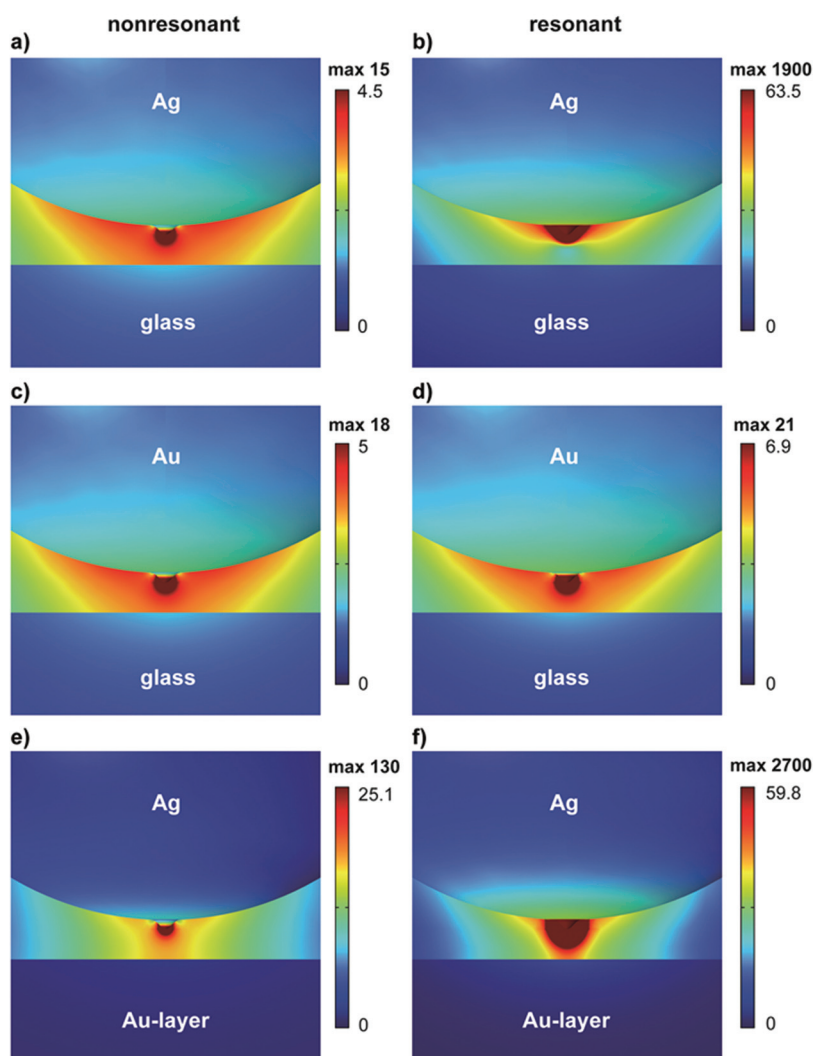 nonresonant
resonant
a)
Ag
glass
max 15
4.5
0
b)
Ag
glass
max 1900
63.5
0
c)
Au
glass
max 18
5
0
d)
Au
glass
max 21
6.9
0
e)
Ag
Au-layer
max 130
25.1
0
f)
Ag
Au-layer
max 2700
59.8
0